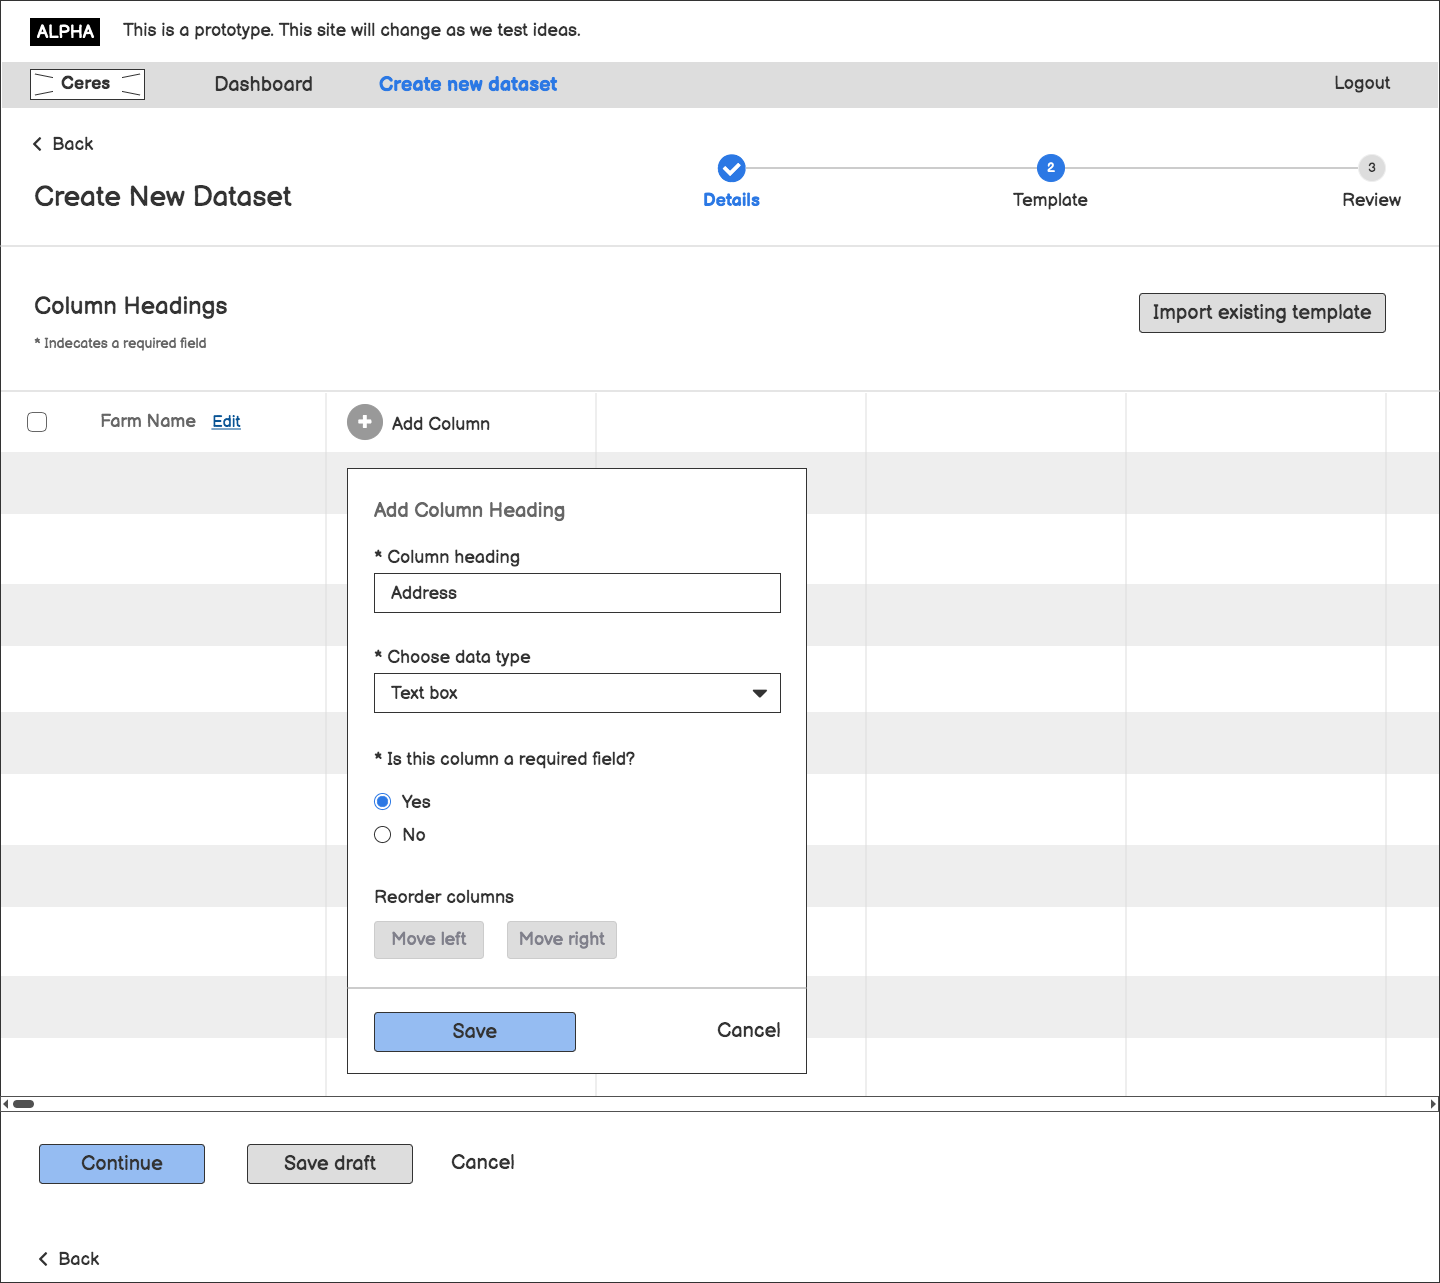 ALPHA This is a prototype. This site will change as we test ideas.
Ceres Dashboard Create new dataset Logout
Back
Create New Dataset
2 3
Details Template Review
Column Headings
Import existing template
* Indecates a required field
Farm Name Edit Add Column
Add Column Heading
* Column heading
Address
* Choose data type
Text box
* Is this column a required field?
Yes
No
Reorder columns
Move left Move right
Save Cancel
Continue Save draft Cancel
Back